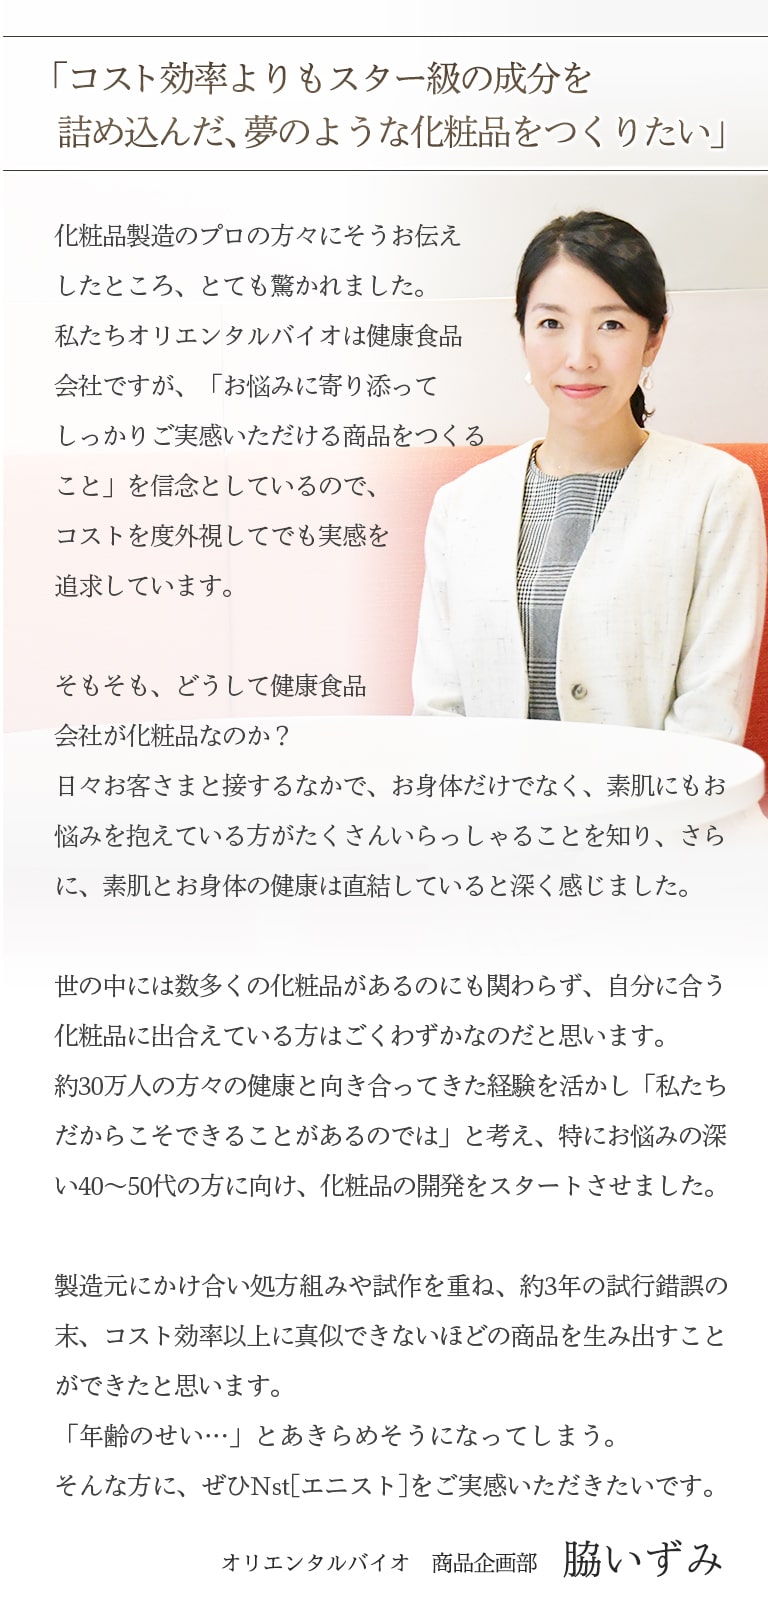 「コスト効率よりもスター級の成分を
詰め込んだ、夢のような化粧品をつくりたい」
化粧品製造のプロの方々にそうお伝え
したところ、とても驚かれました。
私たちオリエンタルバイオは健康食品
会社ですが、「お悩みに寄り添って
しっかりご実感いただける商品をつくる
こと」を信念としているので、
コストを度外視してでも実感を
追求しています。
そもそも、どうして健康食品
会社が化粧品なのか？
日々お客さまと接するなかで、お身体だけでなく、素肌にもお
悩みを抱えている方がたくさんいらっしゃることを知り、さら
に、素肌とお身体の健康は直結していると深く感じました。
世の中には数多くの化粧品があるのにも関わらず、自分に合う
化粧品に出合えている方はごくわずかなのだと思います。
約30万人の方々の健康と向き合ってきた経験を活かし「私たち
だからこそできることがあるのでは」と考え、特にお悩みの深
い40〜50代の方に向け、化粧品の開発をスタートさせました。
製造元にかけ合い処方組みや試作を重ね、約3年の試行錯誤の
末、コスト効率以上に真似できないほどの商品を生み出すこと
ができたと思います。
「年齢のせい…」とあきらめそうになってしまう。
そんな方に、ぜひNst[エニスト]をご実感いただきたいです。
オリエンタルバイオ　商品企画部　脇いずみ